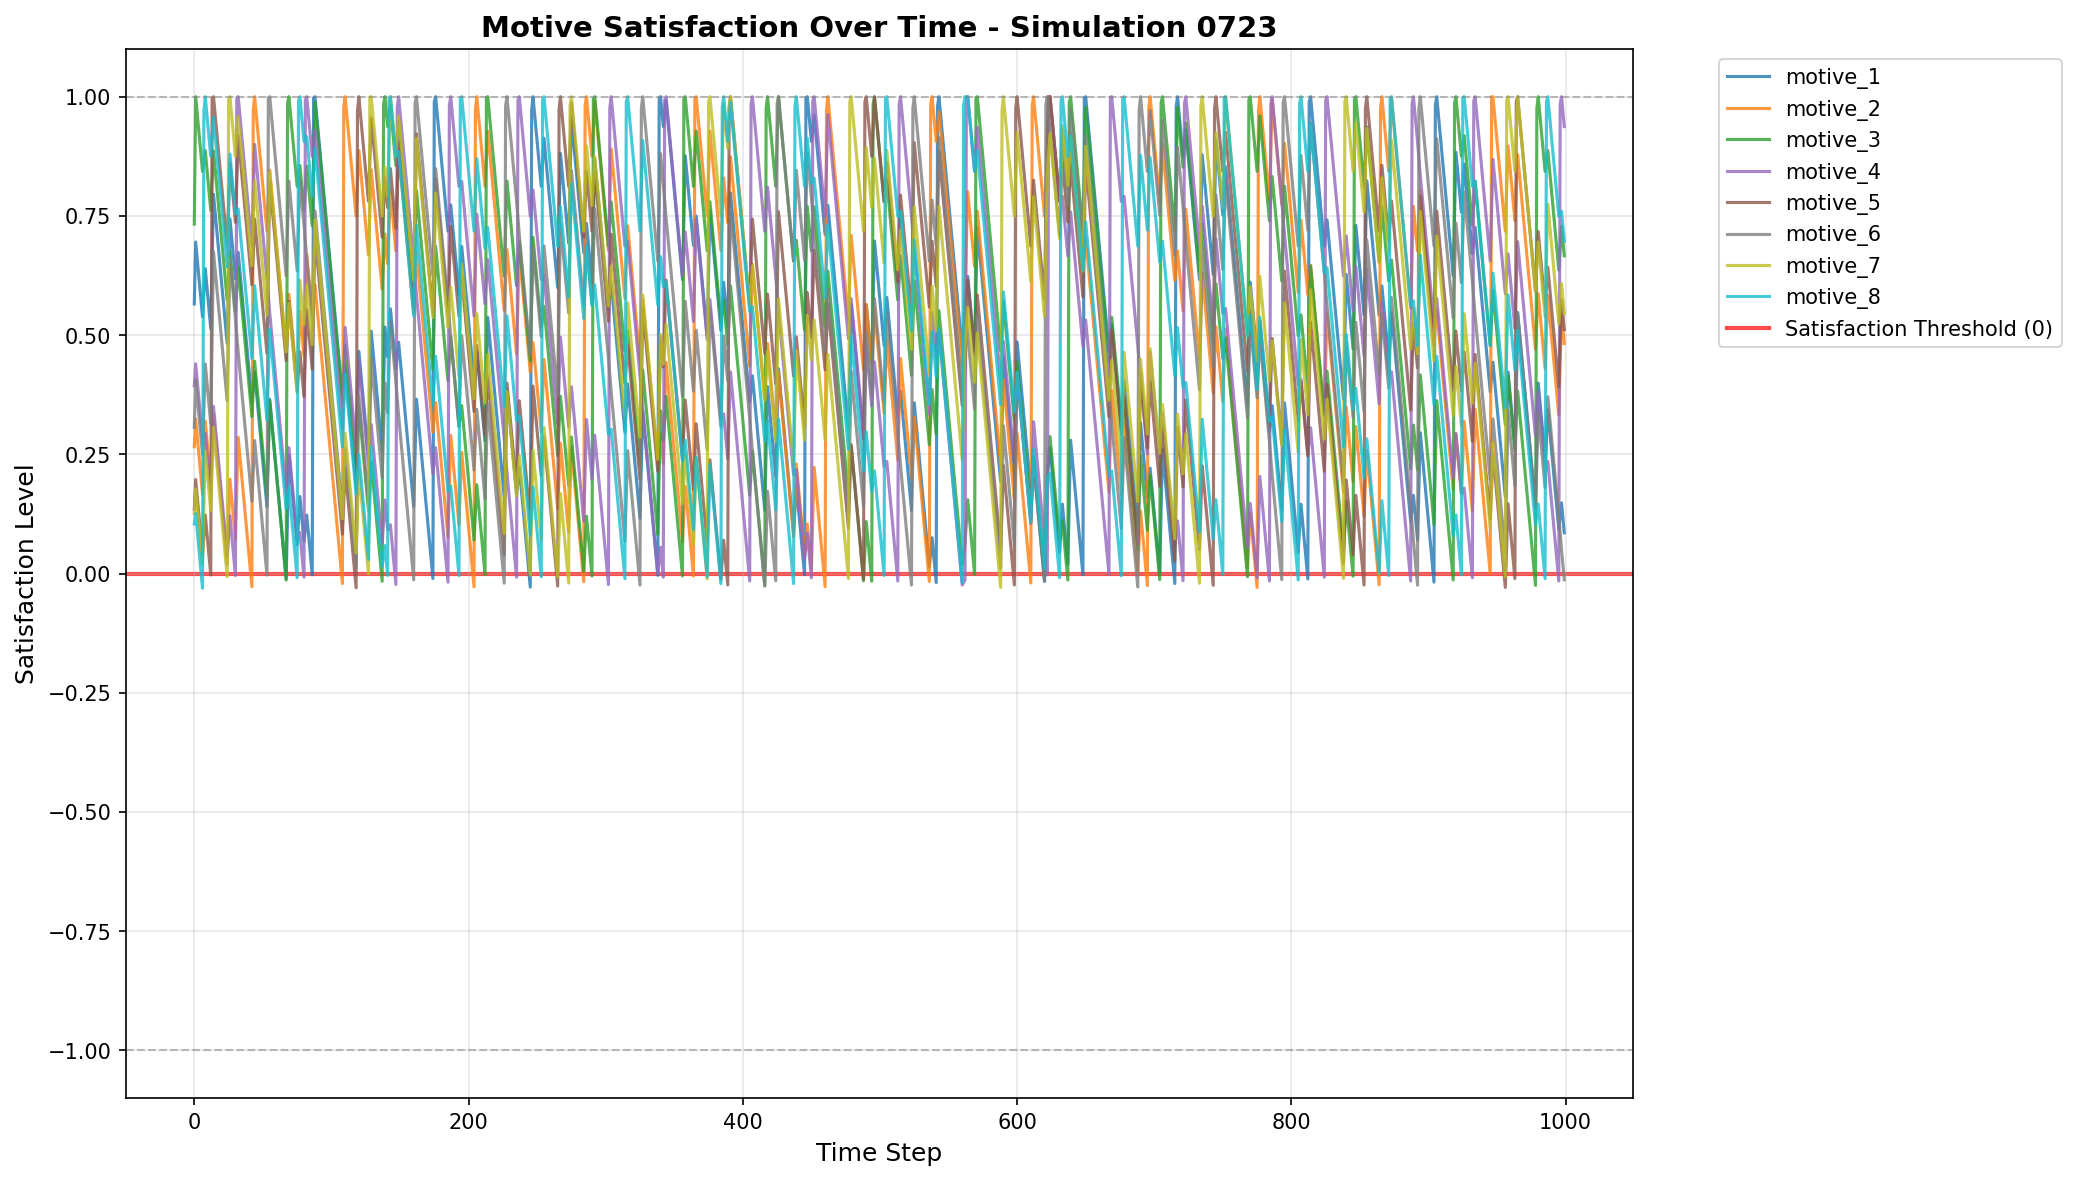 Motive Satisfaction Over Time - Simulation 0723
1.00
0.75
0.50
0.25
0.00
−0.25
−0.50
−0.75
−1.00
Satisfaction Level
0
200
400
600
800
1000
Time Step
motive_1
motive_2
motive_3
motive_4
motive_5
motive_6
motive_7
motive_8
Satisfaction Threshold (0)